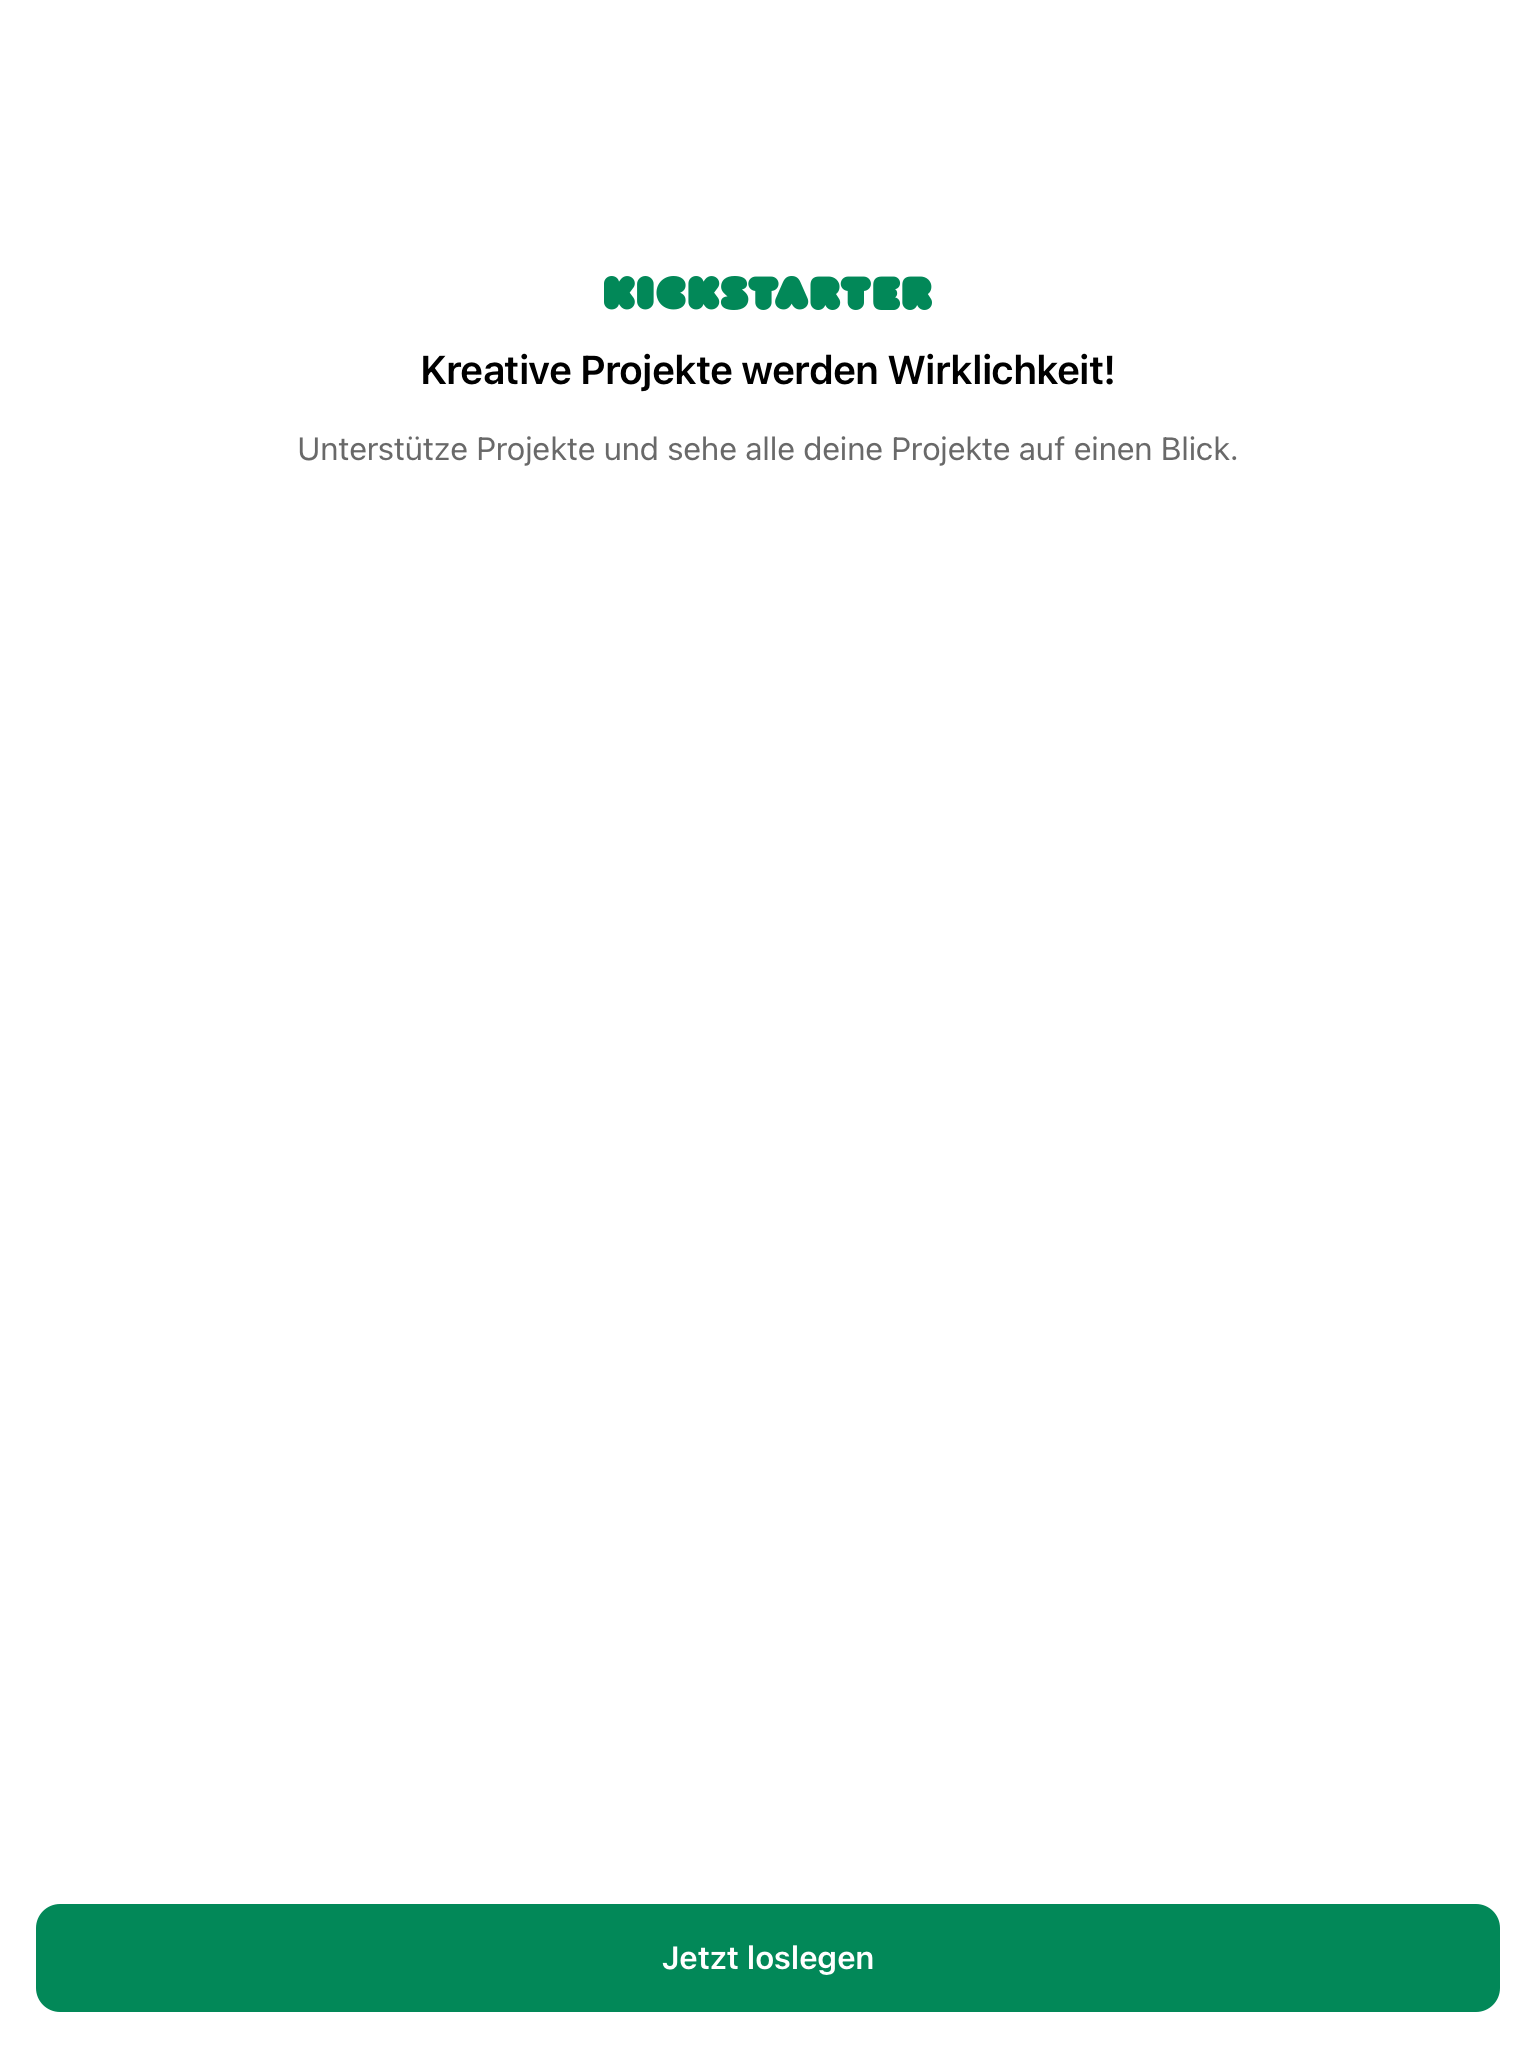 KICKSTARTER
Kreative Projekte werden Wirklichkeit!
Unterstütze Projekte und sehe alle deine Projekte auf einen Blick.
Jetzt loslegen